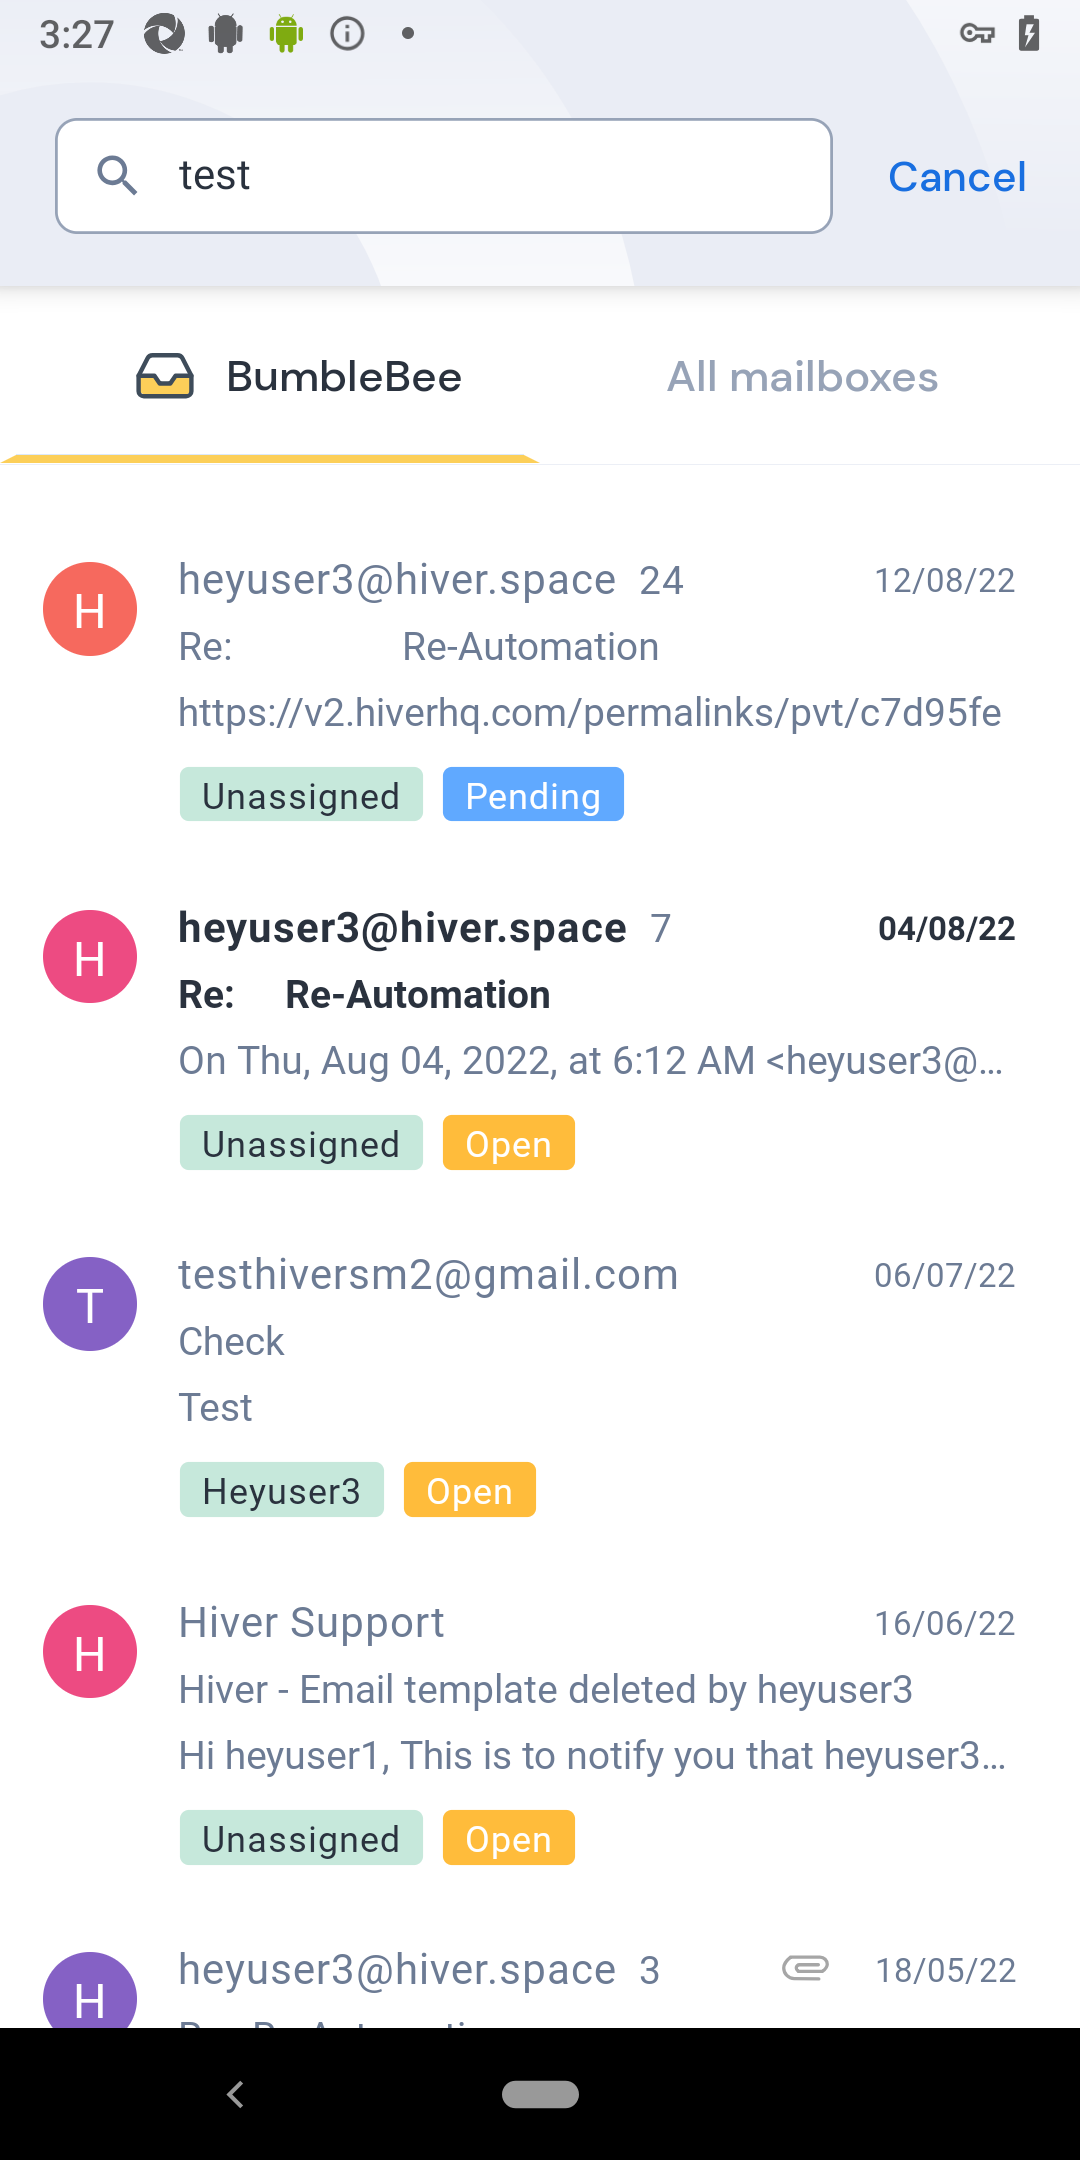 3:27
test
Cancel
BumbleBee
All mailboxes
H
heyuser3@hiver.space 24
12/08/22
Re: Re-Automation
https://v2.hiverhq.com/permalinks/pvt/c7d95fe
Unassigned
Pending
H
heyuser3@hiver.space 7
04/08/22
Re: Re-Automation
On Thu, Aug 04, 2022, at 6:12 AM <heyuser3@...
Unassigned
Open
T
testhiversm2@gmail.com
06/07/22
Check
Test
Heyuser3
Open
H
Hiver Support
16/06/22
Hiver - Email template deleted by heyuser3
Hi heyuser1, This is to notify you that heyuser3...
Unassigned
Open
H
heyuser3@hiver.space 3
18/05/22